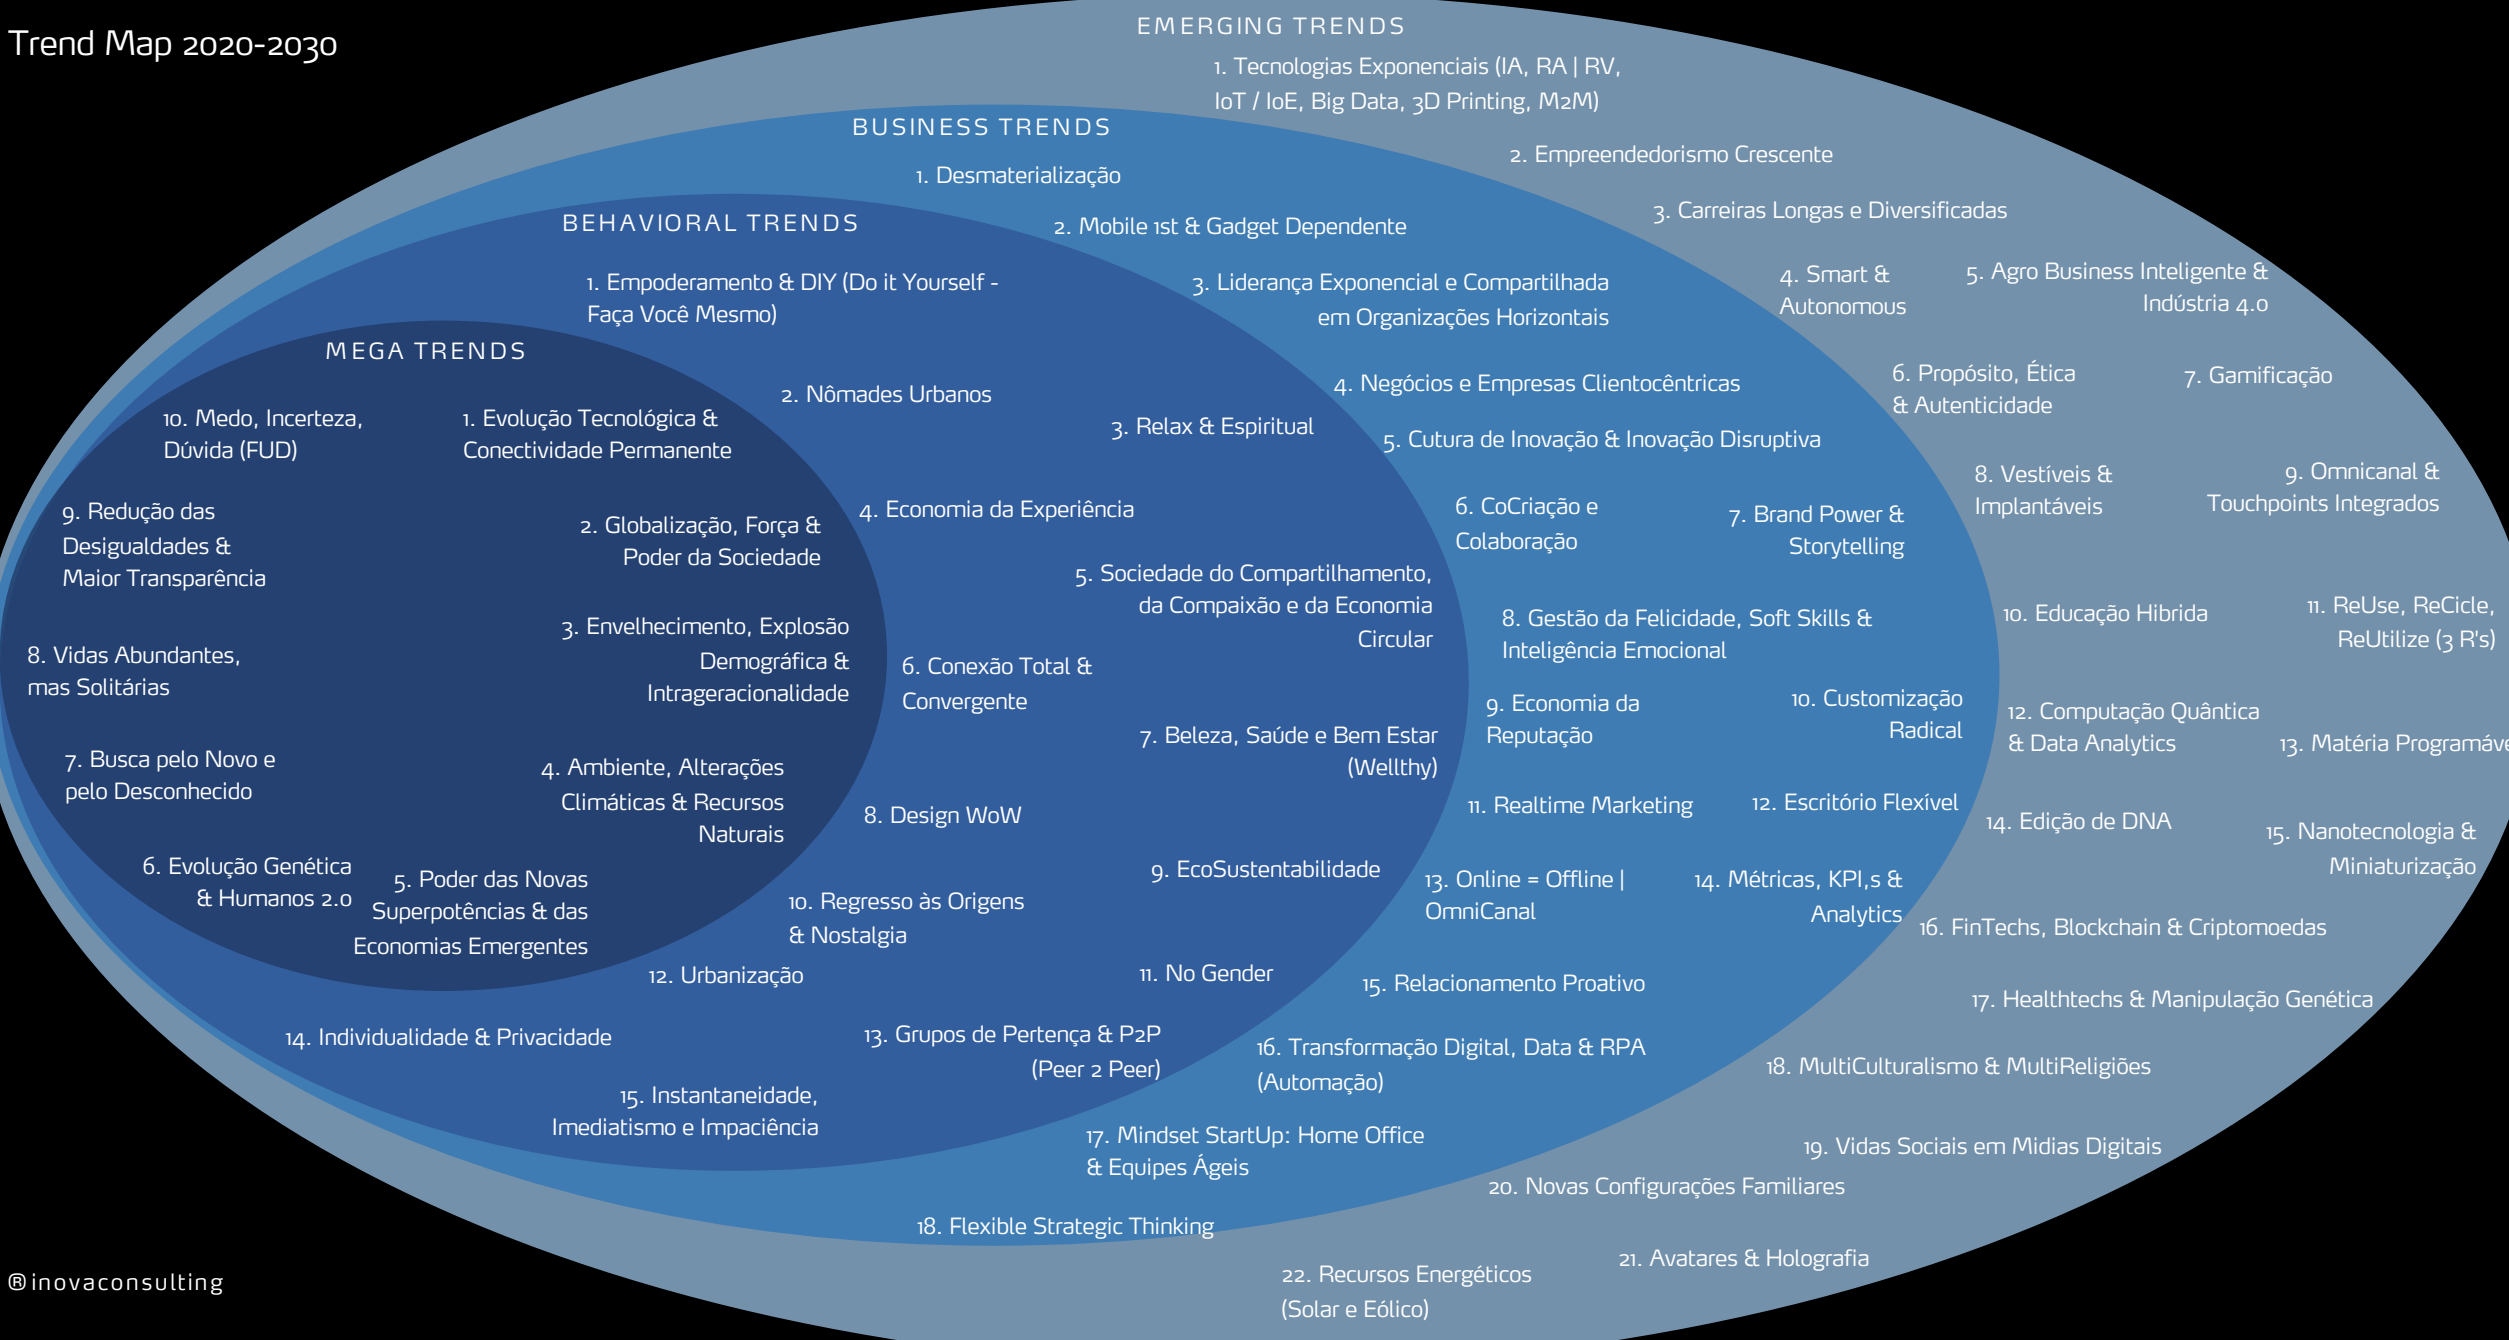 Trend Map 2020-2030
EMERGING TRENDS
1. Tecnologias Exponenciais (IA, RA | RV,
IoT / IoE, Big Data, 3D Printing, M2M)
2. Empreendedorismo Crescente
3. Carreiras Longas e Diversificadas
4. Smart &
Autonomous
5. Agro Business Inteligente &
Indústria 4.0
6. Propósito, Ética
& Autenticidade
7. Gamificação
8. Vestíveis &
Implantáveis
9. Omnicanal &
Touchpoints Integrados
10. Educação Hibrida
11. ReUse, ReCicle,
ReUtilize (3 R's)
12. Computação Quântica
& Data Analytics
13. Matéria
14. Edição de DNA
15. Nanotecnologia &
Miniaturização
16. FinTechs, Blockchain & Criptomoedas
17. Healthtechs & Manipulação Genética
18. MultiCulturalismo & MultiReligiões
19. Vidas Sociais em Midias Digitais
20. Novas Configurações Familiares
21. Avatares & Holografia
22. Recursos Energéticos
(Solar e Eólico)
BUSINESS TRENDS
1. Desmaterialização
2. Mobile 1st & Gadget Dependente
3. Liderança Exponencial e Compartilhada
em Organizações Horizontais
4. Negócios e Empresas Clientocêntricas
5. Cutura de Inovação & Inovação Disruptiva
6. CoCriação e
Colaboração
7. Brand Power &
Storytelling
8. Gestão da Felicidade, Soft Skills &
Inteligência Emocional
9. Economia da
Reputação
10. Customização
Radical
11. Realtime Marketing
12. Escritório Flexível
13. Online = Offline |
OmniCanal
14. Métricas, KPI,s &
Analytics
15. Relacionamento Proativo
16. Transformação Digital, Data & RPA
(Automação)
17. Mindset StartUp: Home Office
& Equipes Ágeis
18. Flexible Strategic Thinking
BEHAVIORAL TRENDS
1. Empoderamento & DIY (Do it Yourself -
Faça Você Mesmo)
2. Nômades Urbanos
3. Relax & Espiritual
4. Economia da Experiência
5. Sociedade do Compartilhamento,
da Compaixão e da Economia
Circular
6. Conexão Total &
Convergente
7. Beleza, Saúde e Bem Estar
(Wellthy)
8. Design WoW
9. EcoSustentabilidade
10. Regresso às Origens
& Nostalgia
11. No Gender
12. Urbanização
13. Grupos de Pertença & P2P
(Peer 2 Peer)
14. Individualidade & Privacidade
15. Instantaneidade,
Imediatismo e Impaciência
MEGA TRENDS
1. Evolução Tecnológica &
Conectividade Permanente
2. Globalização, Força &
Poder da Sociedade
3. Envelhecimento, Explosão
Demográfica &
Intrageracionalidade
4. Ambiente, Alterações
Climáticas & Recursos
Naturais
5. Poder das Novas
Superpotências & das
Economias Emergentes
6. Evolução Genética
& Humanos 2.0
7. Busca pelo Novo e
pelo Desconhecido
8. Vidas Abundantes,
mas Solitárias
9. Redução das
Desigualdades &
Maior Transparência
10. Medo, Incerteza,
Dúvida (FUD)
®inovaconsulting